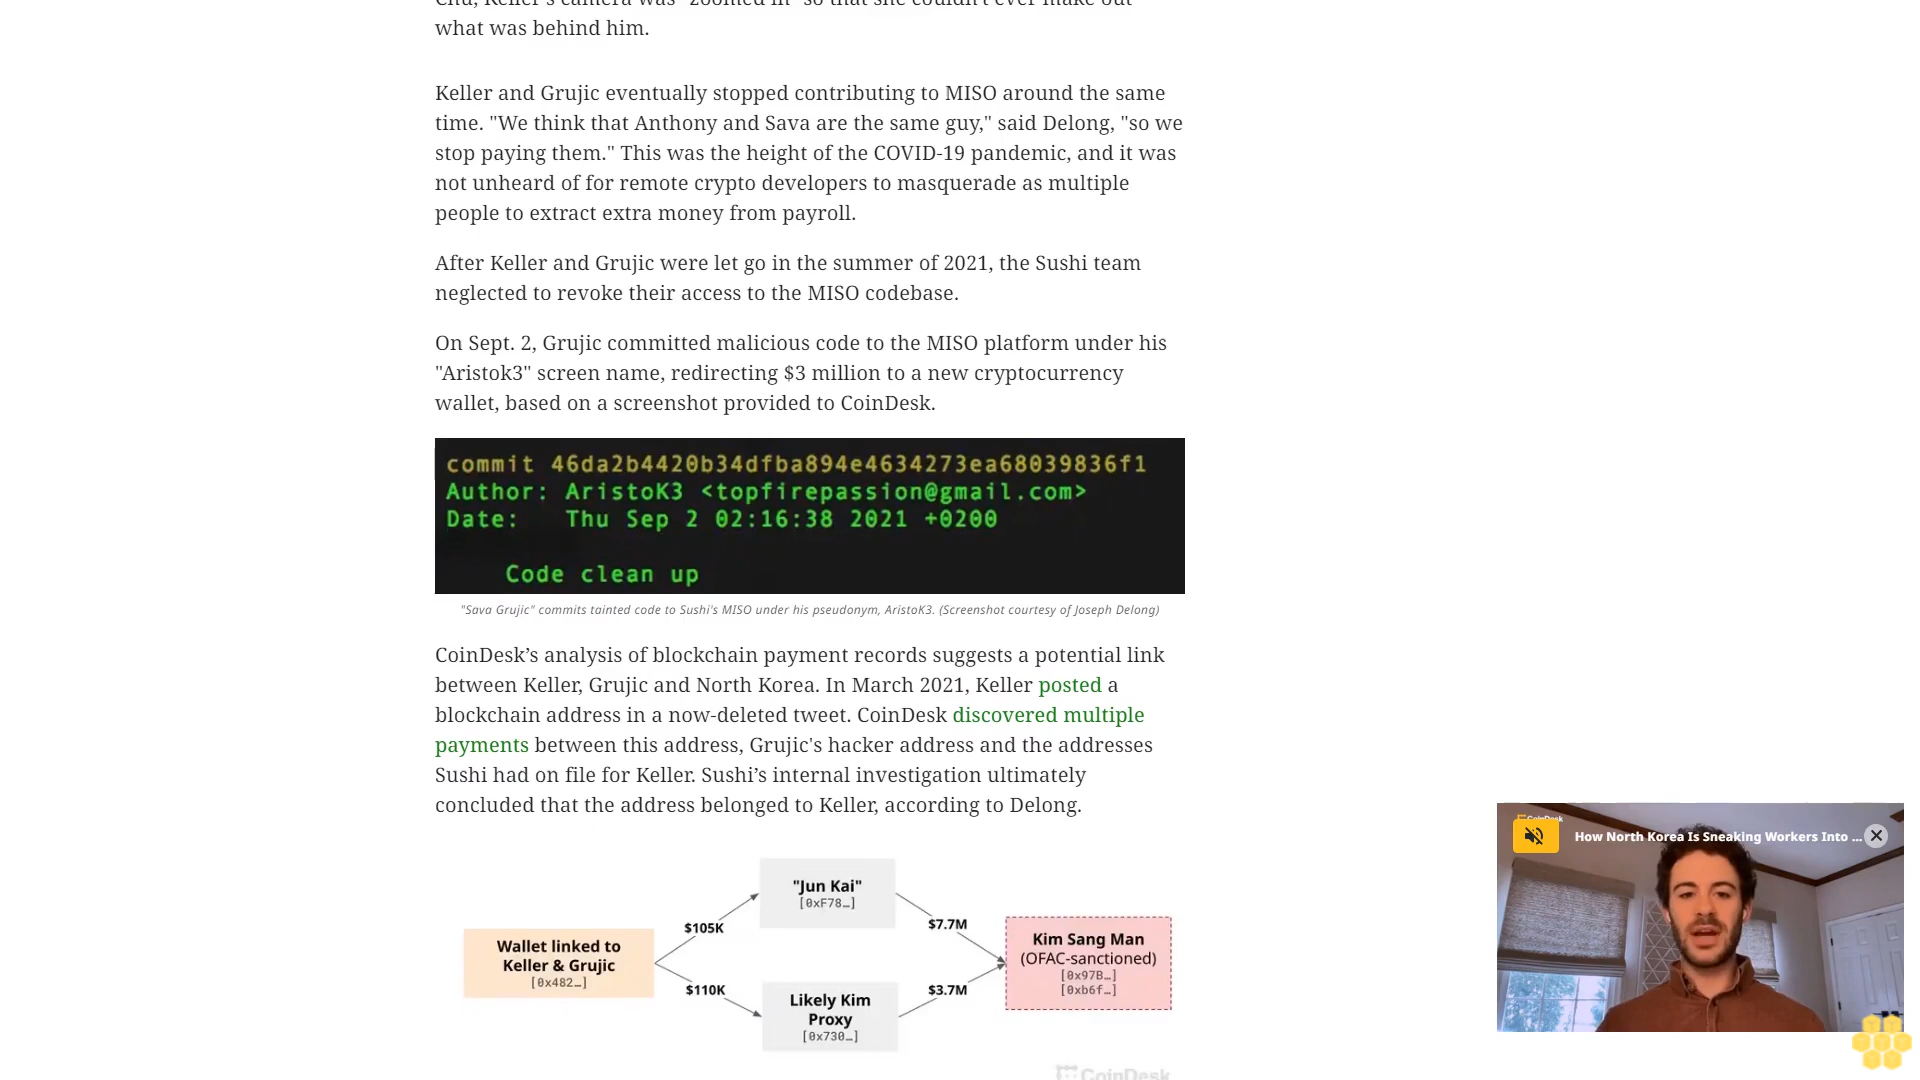 what was behind him.
Keller and Grujic eventually stopped contributing to MISO around the same
time. "We think that Anthony and Sava are the same guy," said Delong, "so we
stop paying them." This was the height of the COVID-19 pandemic, and it was
not unheard of for remote crypto developers to masquerade as multiple
people to extract extra money from payroll.
After Keller and Grujic were let go in the summer of 2021, the Sushi team
neglected to revoke their access to the MISO codebase.
On Sept. 2, Grujic committed malicious code to the MISO platform under his
"Aristok3" screen name, redirecting $3 million to a new cryptocurrency
wallet, based on a screenshot provided to CoinDesk.
commit 46da2b4420b34dfba894e4634273ea68039836f1
Author: AristoK3 <topfirepassion@gmail.com>
Date: Thu Sep 2 02:16:38 2021 +0200
Code clean up
"Sava Grujic" commits tainted code to Sushi's MISO under his pseudonym, AristoK3. (Screenshot courtesy of Joseph Delong)
CoinDesk’s analysis of blockchain payment records suggests a potential link
between Keller, Grujic and North Korea. In March 2021, Keller posted a
blockchain address in a now-deleted tweet. CoinDesk discovered multiple
payments between this address, Grujic's hacker address and the addresses
Sushi had on file for Keller. Sushi’s internal investigation ultimately
concluded that the address belonged to Keller, according to Delong.
"Jun Kai"
[0xF78…]
$105K
$7.7M
Wallet linked to
Keller & Grujic
[0x482…]
Kim Sang Man
(OFAC-sanctioned)
[0x97B…]
[0xb6f…]
$110K
$3.7M
Likely Kim
Proxy
[0x730…]
CoinDesk
CoinDesk
How North Korea Is Sneaking Workers Into ...